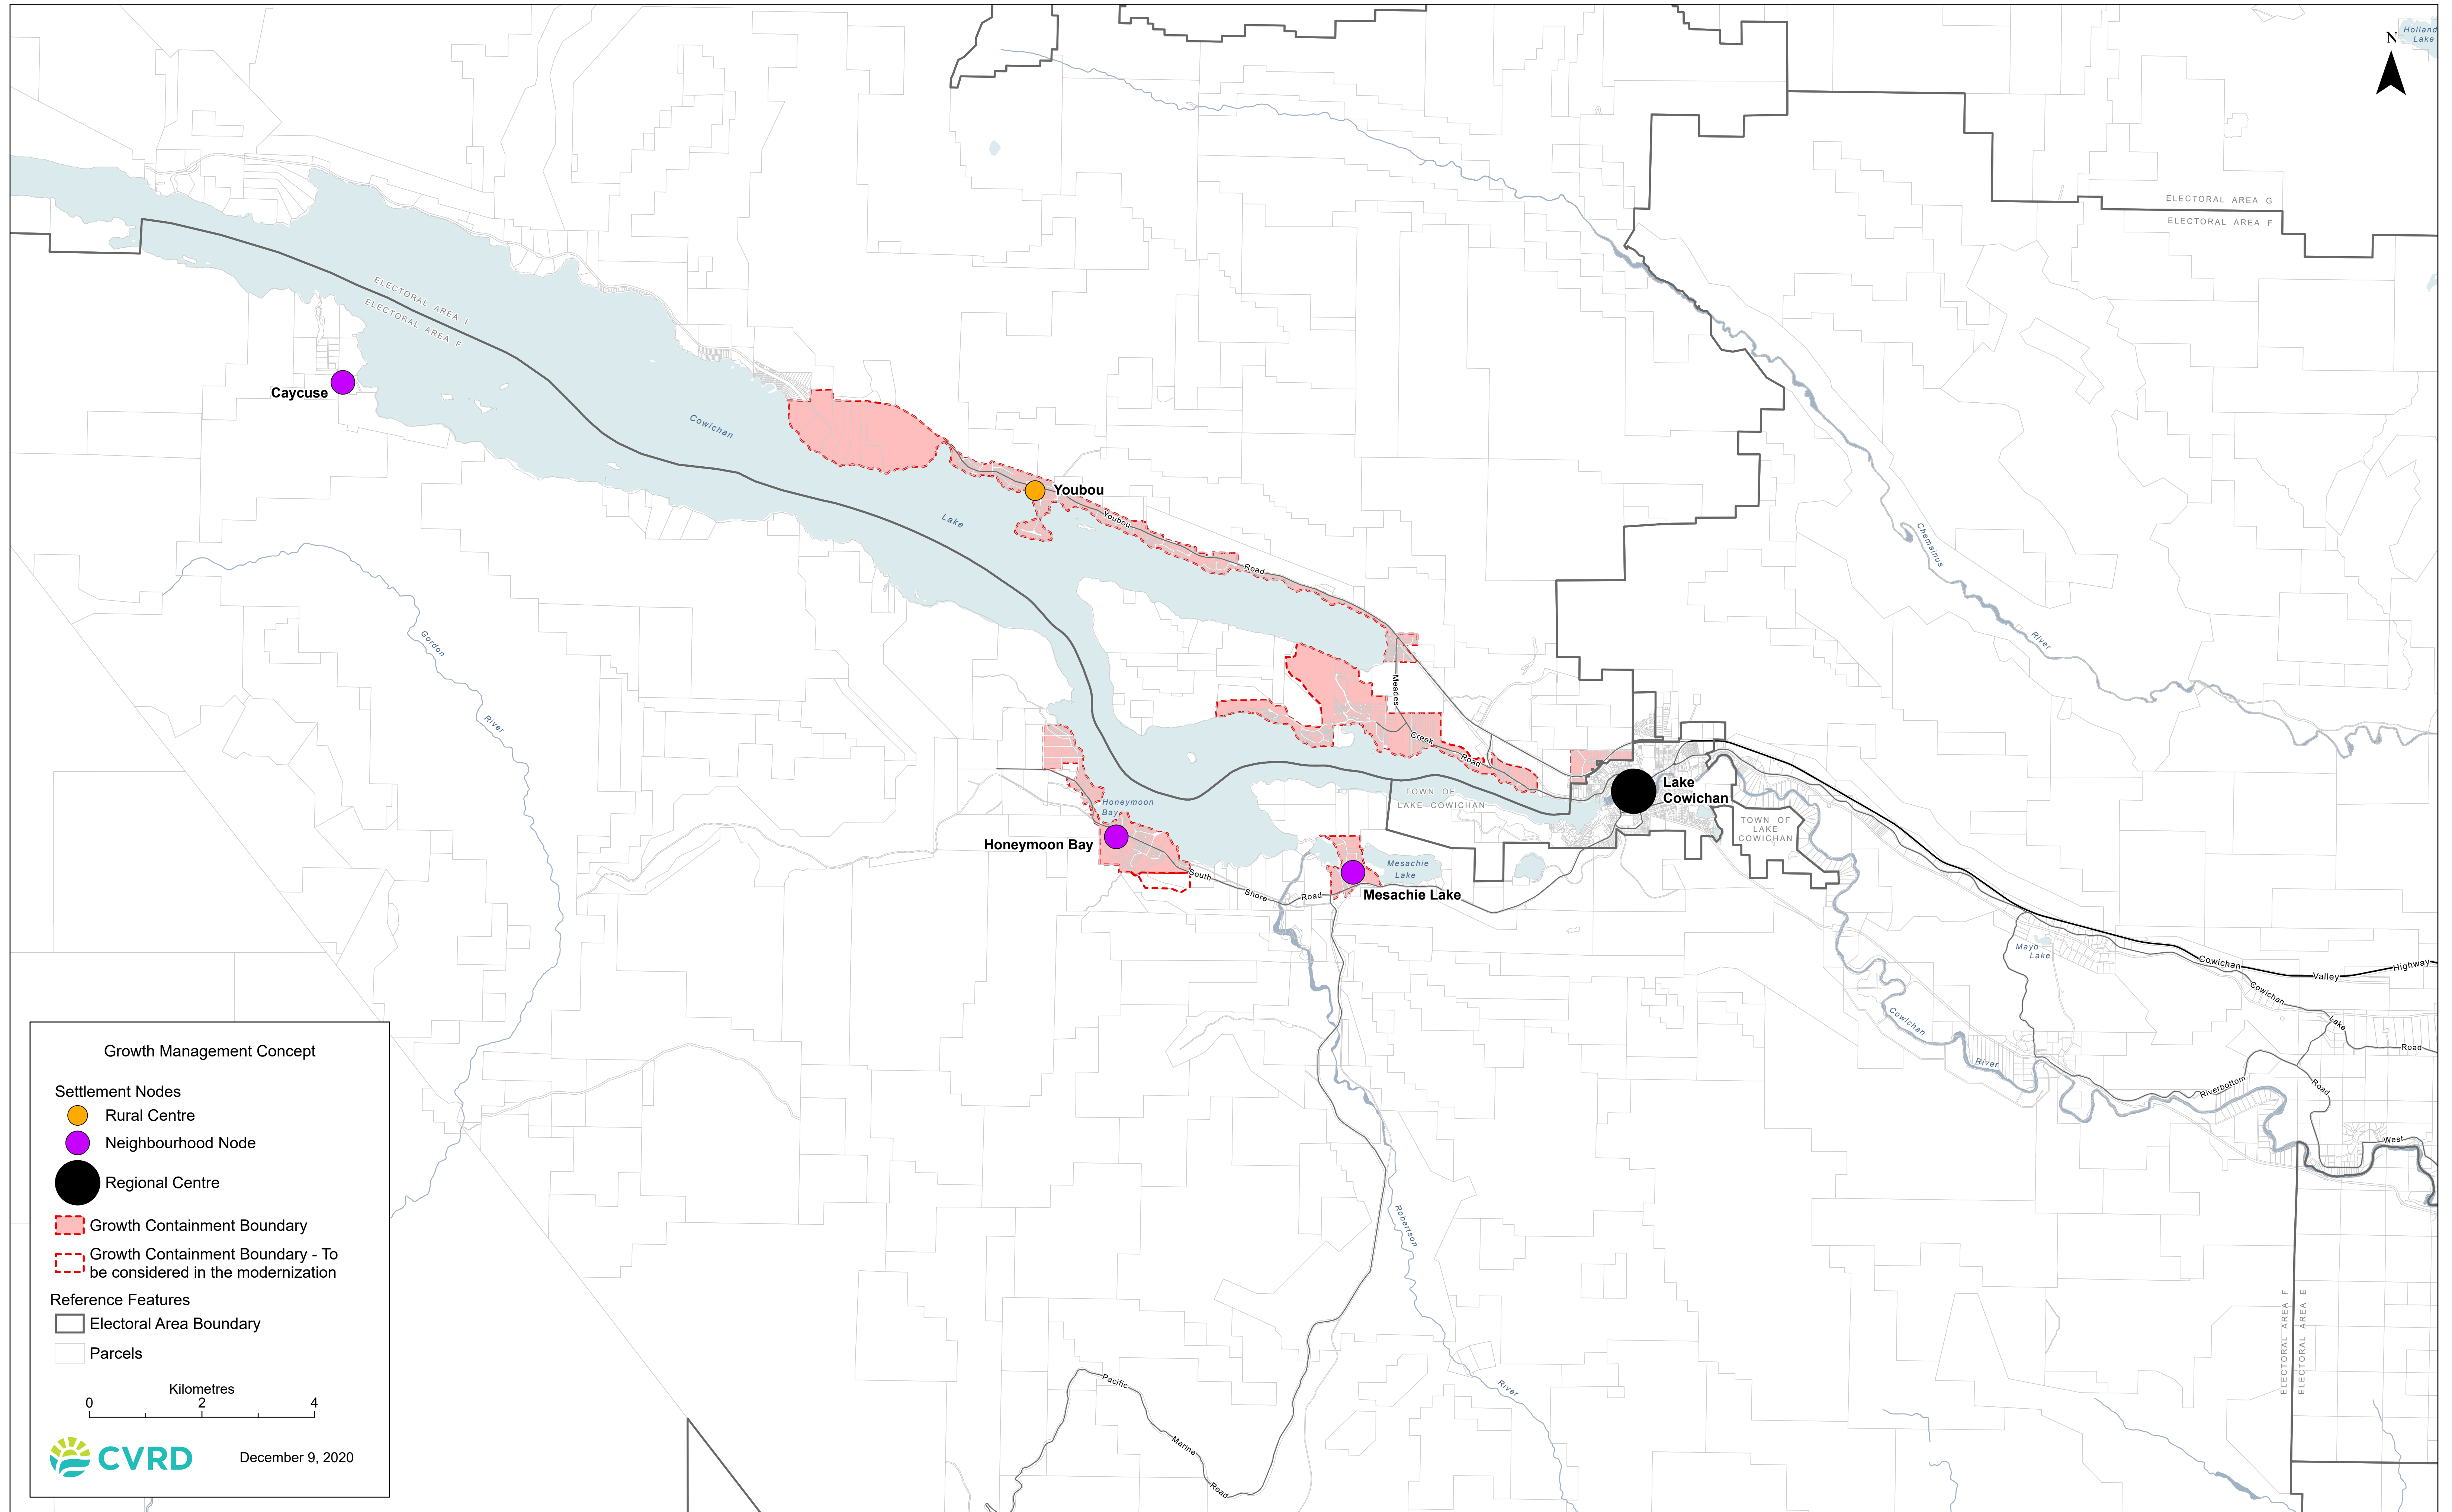 Holland
Lake
N
ELECTORAL AREA G
ELECTORAL AREA F
ELECTORAL AREA I
ELECTORAL AREA F
Caycuse
Cowichan
Lake
Youbou
Youbou
Road
Chemainus
River
Gordon
River
Meades
Creek
Road
Honeymoon
Bay
Honeymoon Bay
TOWN OF
LAKE COWICHAN
Lake
Cowichan
TOWN OF
LAKE
COWICHAN
Mesachie
Lake
Mesachie Lake
South
Shore
Road
Mayo
Lake
Cowichan
Valley
Highway
Cowichan
Lake
Road
Cowichan
River
Riverbottom
Road
West
Robertson
River
Pacific
Marine
Road
ELECTORAL AREA F
ELECTORAL AREA E
Growth Management Concept
Settlement Nodes
Rural Centre
Neighbourhood Node
Regional Centre
Growth Containment Boundary
Growth Containment Boundary - To
be considered in the modernization
Reference Features
Electoral Area Boundary
Parcels
Kilometres
0 2 4
CVRD
December 9, 2020